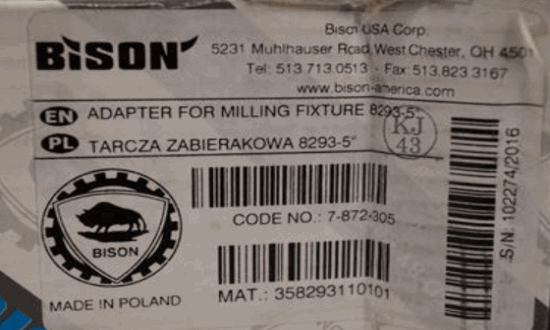 BISON
Bison USA Corp.
5231 Muhlhauser Road, West Chester, OH 4501
Tel: 513.713.0513 - Fax: 513.823.3167
www.bison-america.com
EN ADAPTER FOR MILLING FIXTURE 8293-5"
PL TARCZA ZABIERAKOWA 8293-5"
KJ
43
CODE NO.: 7-872-305
MAT.: 358293110101
S/N: 102274/2016
BISON
MADE IN POLAND